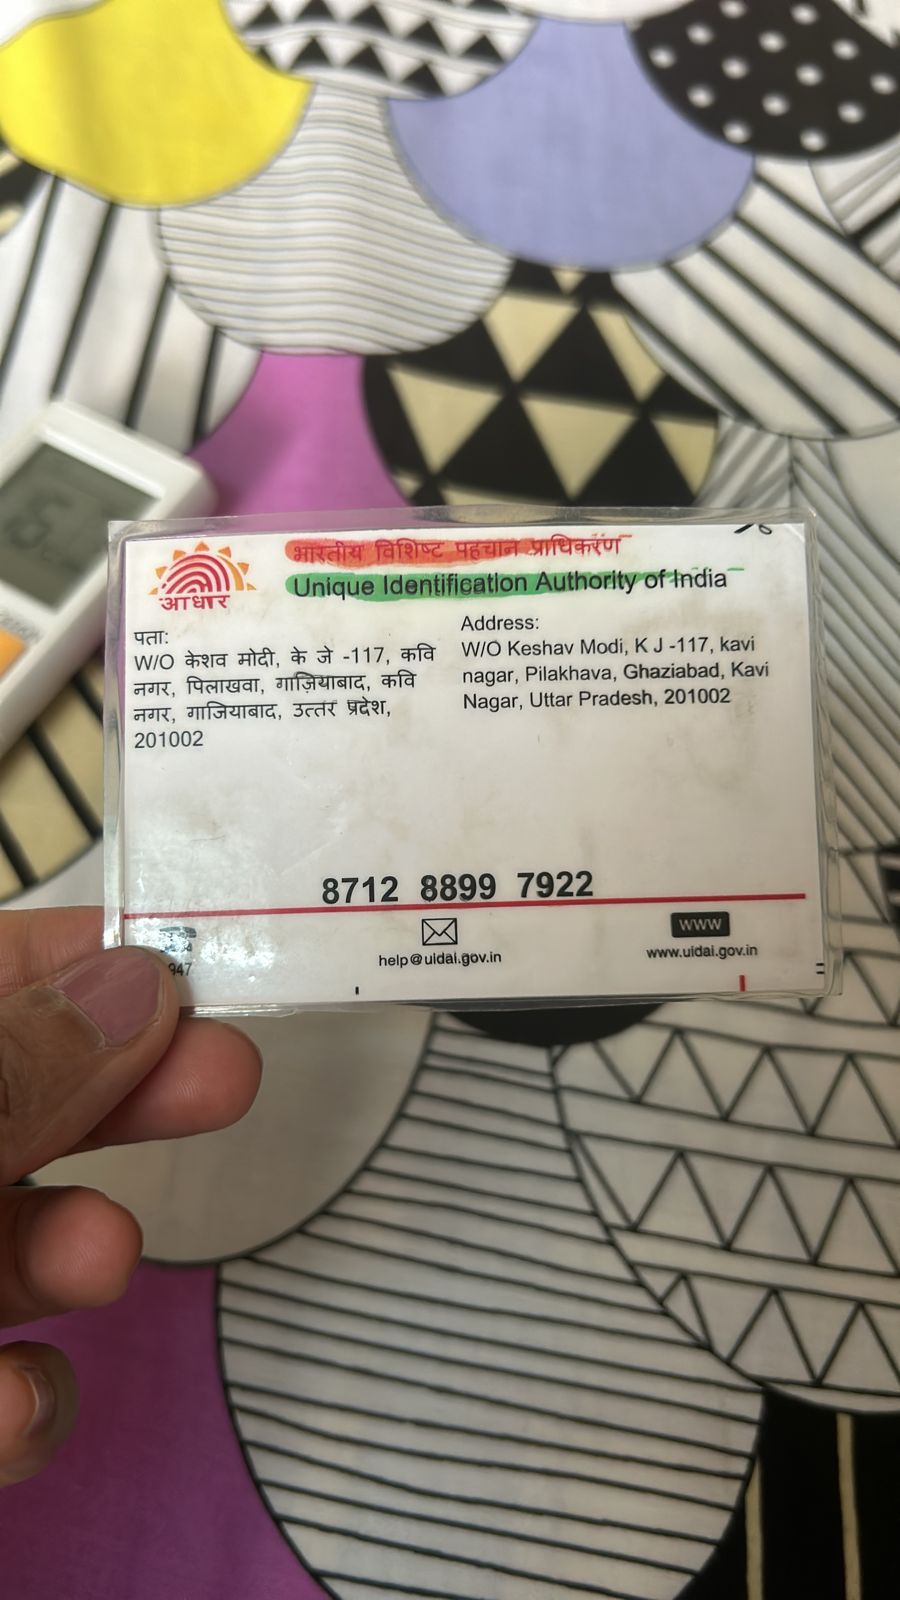 भारतीय विशिष्ट पहचान प्राधिकरण
Unique Identification Authority of India
आधार
पता:
W/O केशव मोदी, के जे -117, कवि
नगर, पिलाखवा, गाज़ियाबाद, कवि
नगर, गाजियाबाद, उत्तर प्रदेश,
201002
Address:
W/O Keshav Modi, K J -117, kavi
nagar, Pilakhava, Ghaziabad, Kavi
Nagar, Uttar Pradesh, 201002
8712 8899 7922
947
help@uidai.gov.in
WWW
www.uidai.gov.in